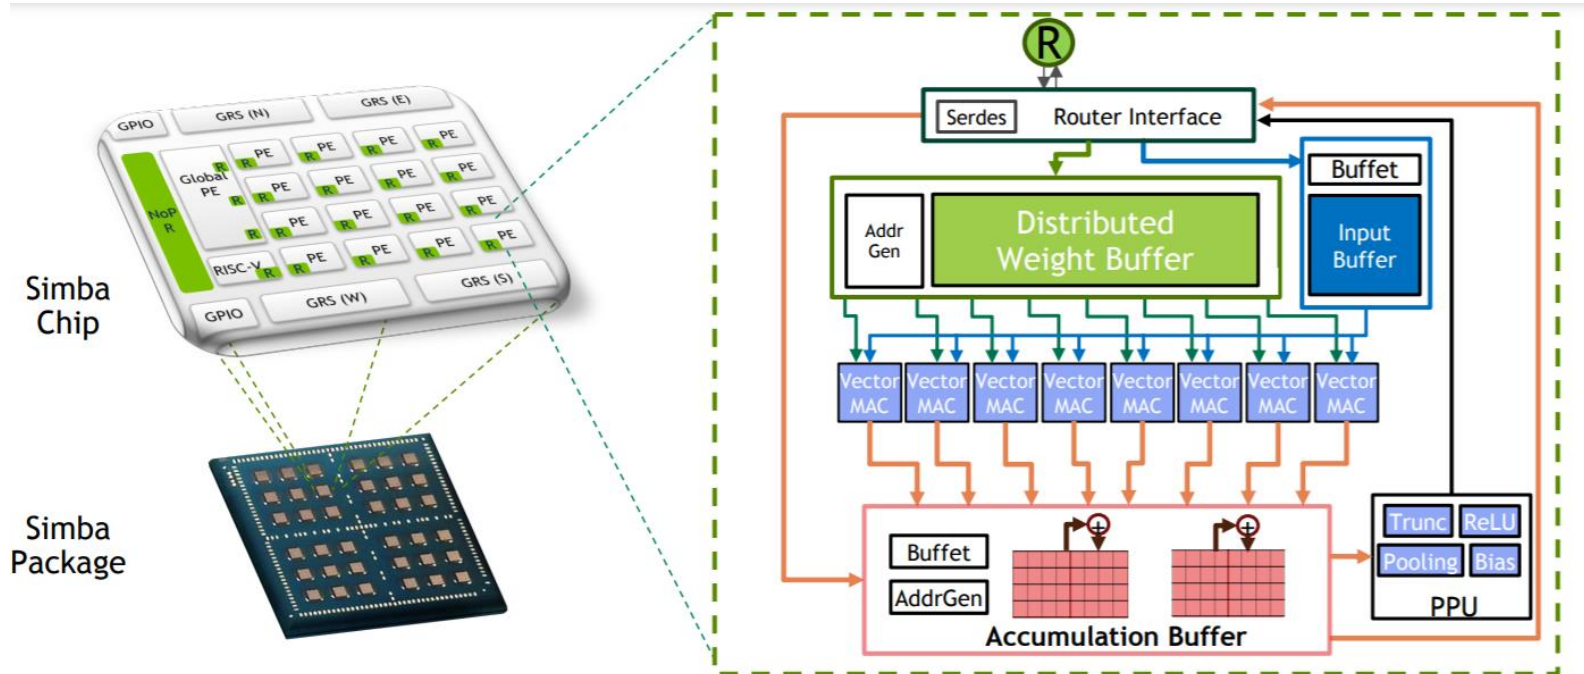 GPIO
GRS (N)
GRS (E)
NoP
R
Global
PE
R
R
R
R PE
R PE
R PE
R PE
R PE
R PE
R PE
R PE
R PE
R PE
R PE
R PE
RISC-V
R
R PE
R PE
R PE
R PE
GPIO
GRS (W)
GRS (S)
Simba
Chip
Simba
Package
R
Serdes
Router Interface
Addr
Gen
Distributed
Weight Buffer
Buffet
Input
Buffer
Vector
MAC
Vector
MAC
Vector
MAC
Vector
MAC
Vector
MAC
Vector
MAC
Vector
MAC
Vector
MAC
Buffet
AddrGen
+
+
Accumulation Buffer
Trunc
ReLU
Pooling
Bias
PPU